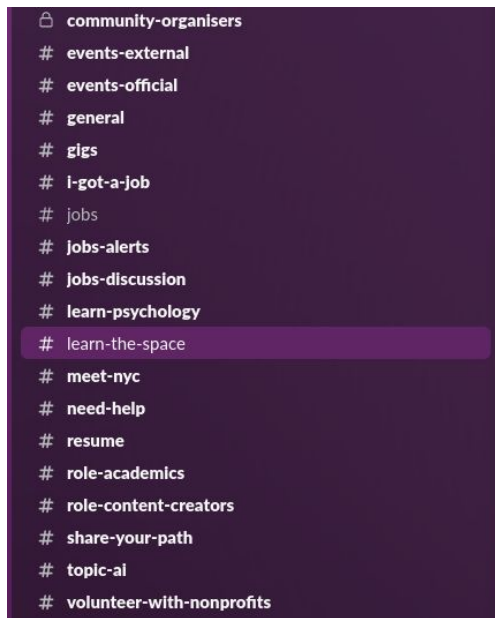 community-organisers
# events-external
# events-official
# general
# gigs
# i-got-a-job
# jobs
# jobs-alerts
# jobs-discussion
# learn-psychology
# learn-the-space
# meet-nyc
# need-help
# resume
# role-academics
# role-content-creators
# share-your-path
# topic-ai
# volunteer-with-nonprofits